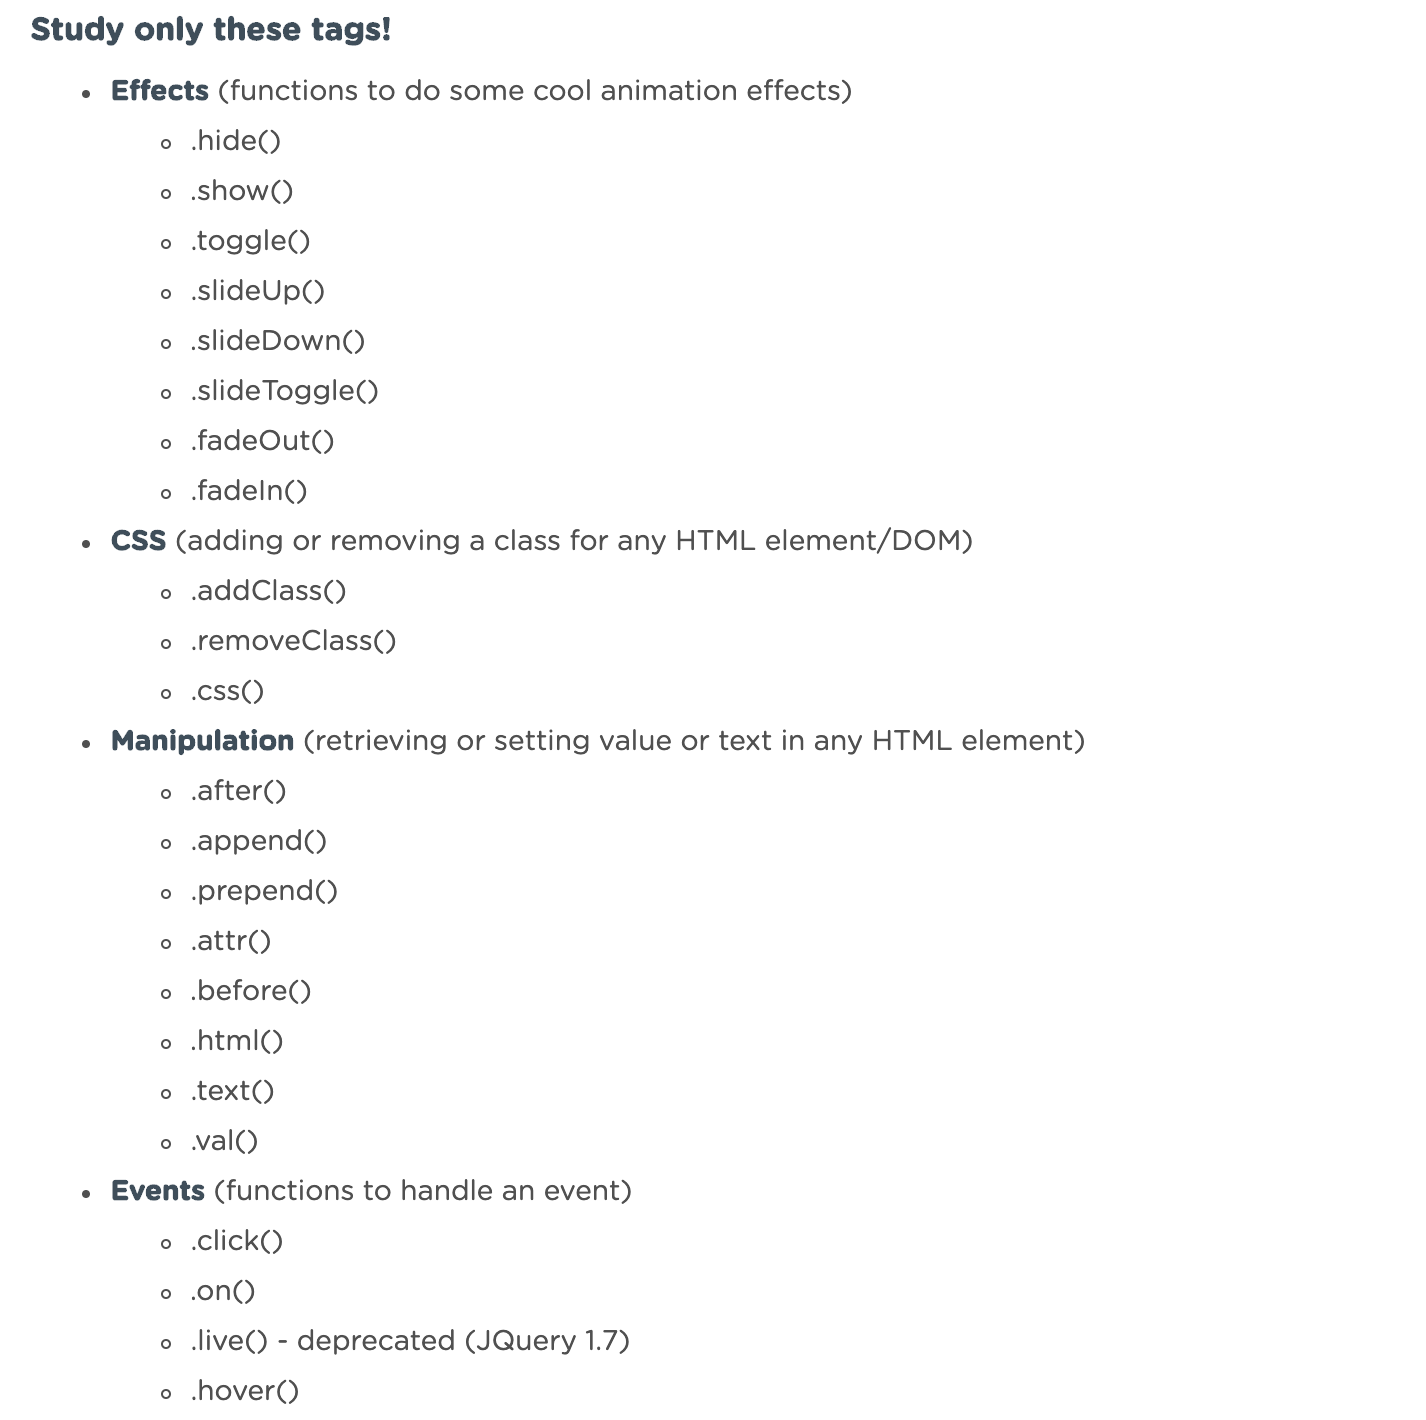 Study only these tags!
Effects (functions to do some cool animation effects)
.hide()
.show()
.toggle()
.slideUp()
.slideDown()
.slideToggle()
.fadeOut()
.fadeIn()
CSS (adding or removing a class for any HTML element/DOM)
.addClass()
.removeClass()
.css()
Manipulation (retrieving or setting value or text in any HTML element)
.after()
.append()
.prepend()
.attr()
.before()
.html()
.text()
.val()
Events (functions to handle an event)
.click()
.on()
.live() - deprecated (JQuery 1.7)
.hover()